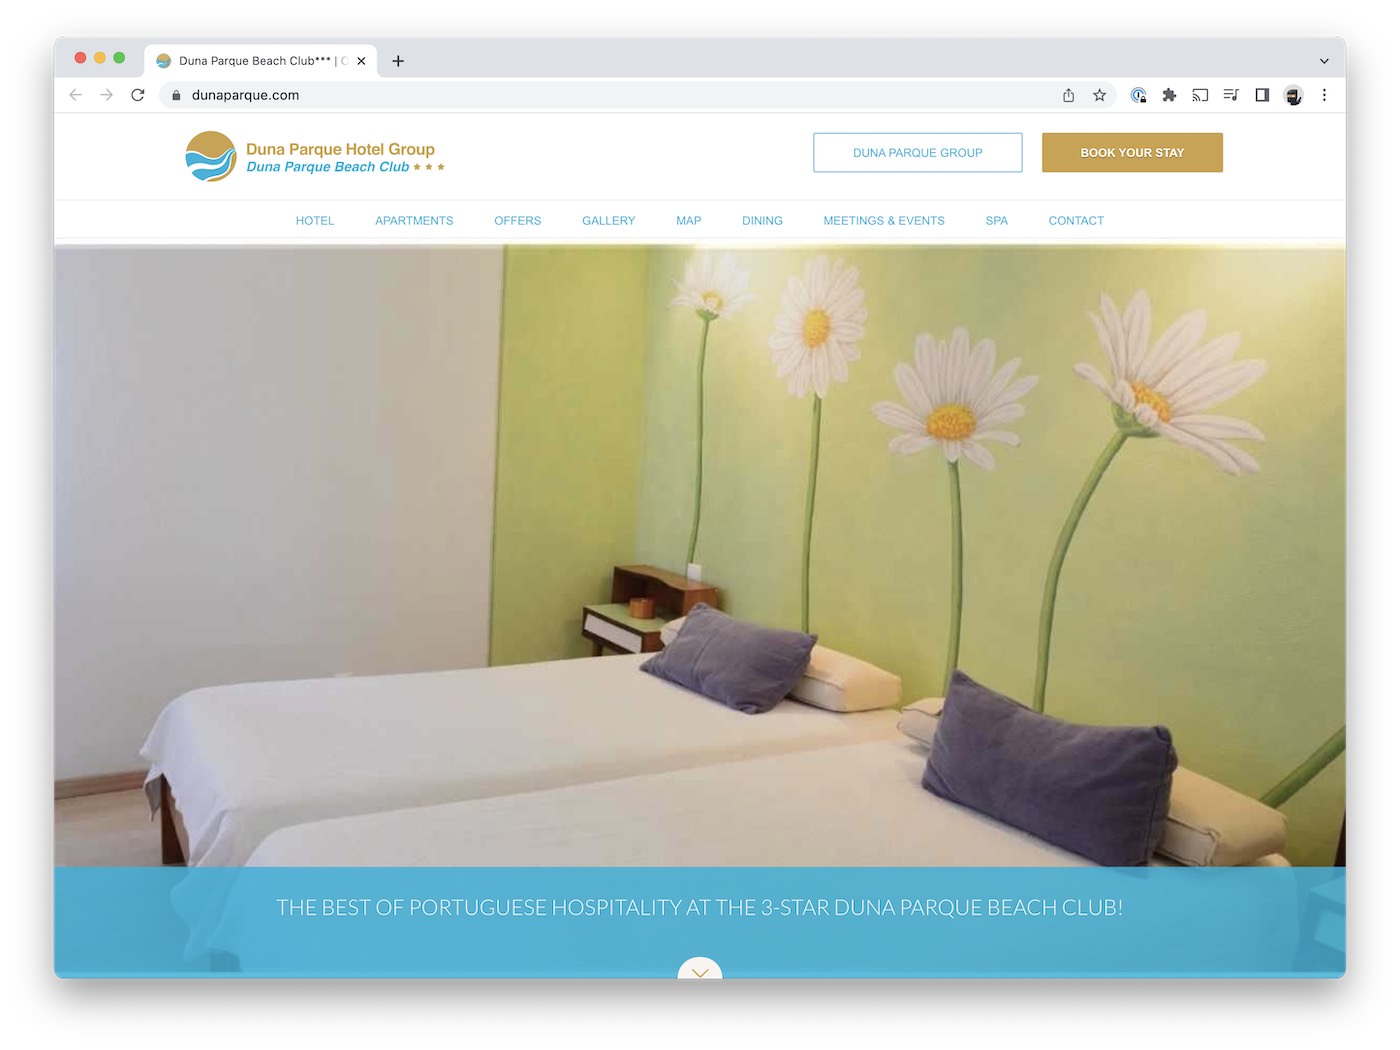 Duna Parque Beach Club*** |
dunaparque.com
Duna Parque Hotel Group
Duna Parque Beach Club ★ ★ ★
DUNA PARQUE GROUP
BOOK YOUR STAY
HOTEL APARTMENTS OFFERS GALLERY MAP DINING MEETINGS & EVENTS SPA CONTACT
THE BEST OF PORTUGUESE HOSPITALITY AT THE 3-STAR DUNA PARQUE BEACH CLUB!